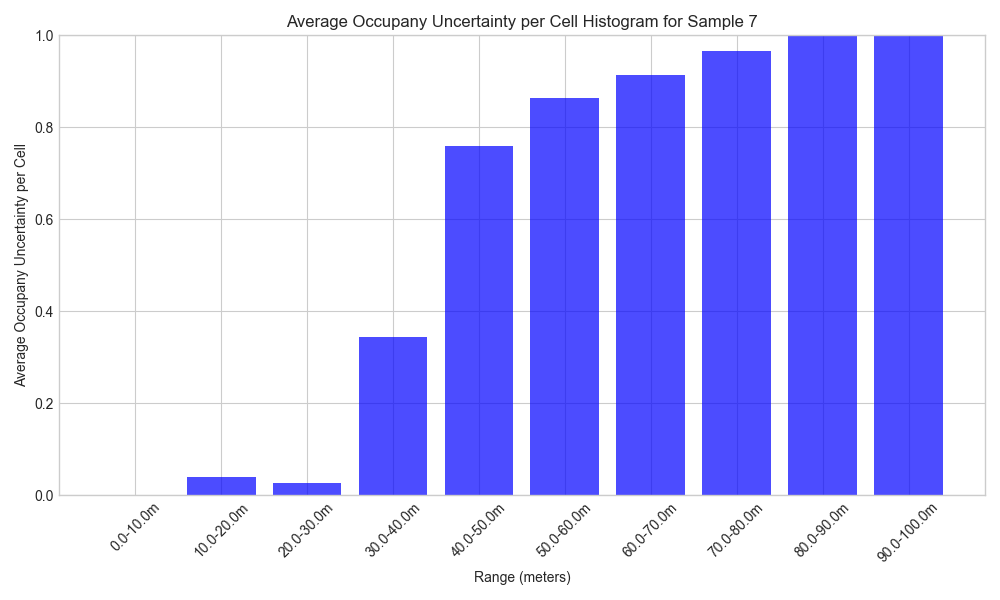 Average Occupany Uncertainty per Cell Histogram for Sample 7
Average Occupany Uncertainty per Cell
1.0
0.8
0.6
0.4
0.2
0.0
0.0-10.0m
10.0-20.0m
20.0-30.0m
30.0-40.0m
40.0-50.0m
50.0-60.0m
60.0-70.0m
70.0-80.0m
80.0-90.0m
90.0-100.0m
Range (meters)